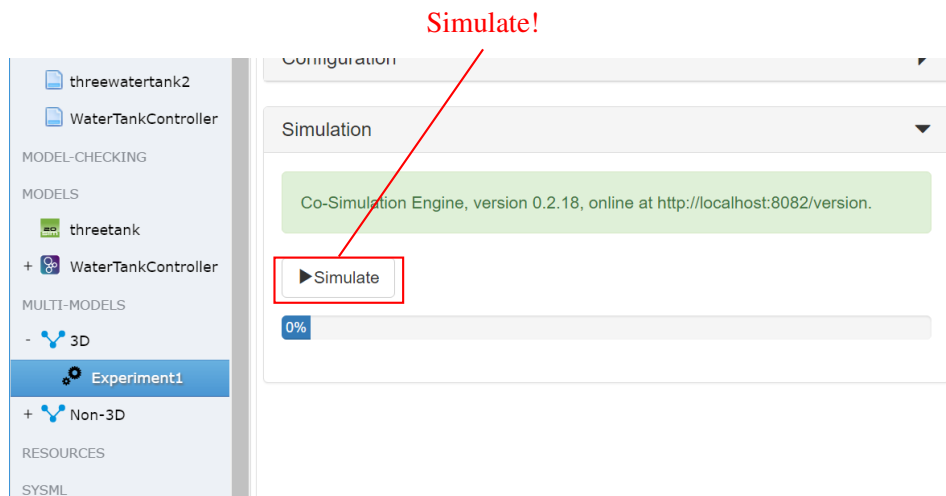 Simulate!
threewatertank2
WaterTankController
MODEL-CHECKING
MODELS
threetank
+ WaterTankController
MULTI-MODELS
- 3D
Experiment1
+ Non-3D
RESOURCES
SYSML
Configuration
Simulation
Co-Simulation Engine, version 0.2.18, online at http://localhost:8082/version.
Simulate
0%